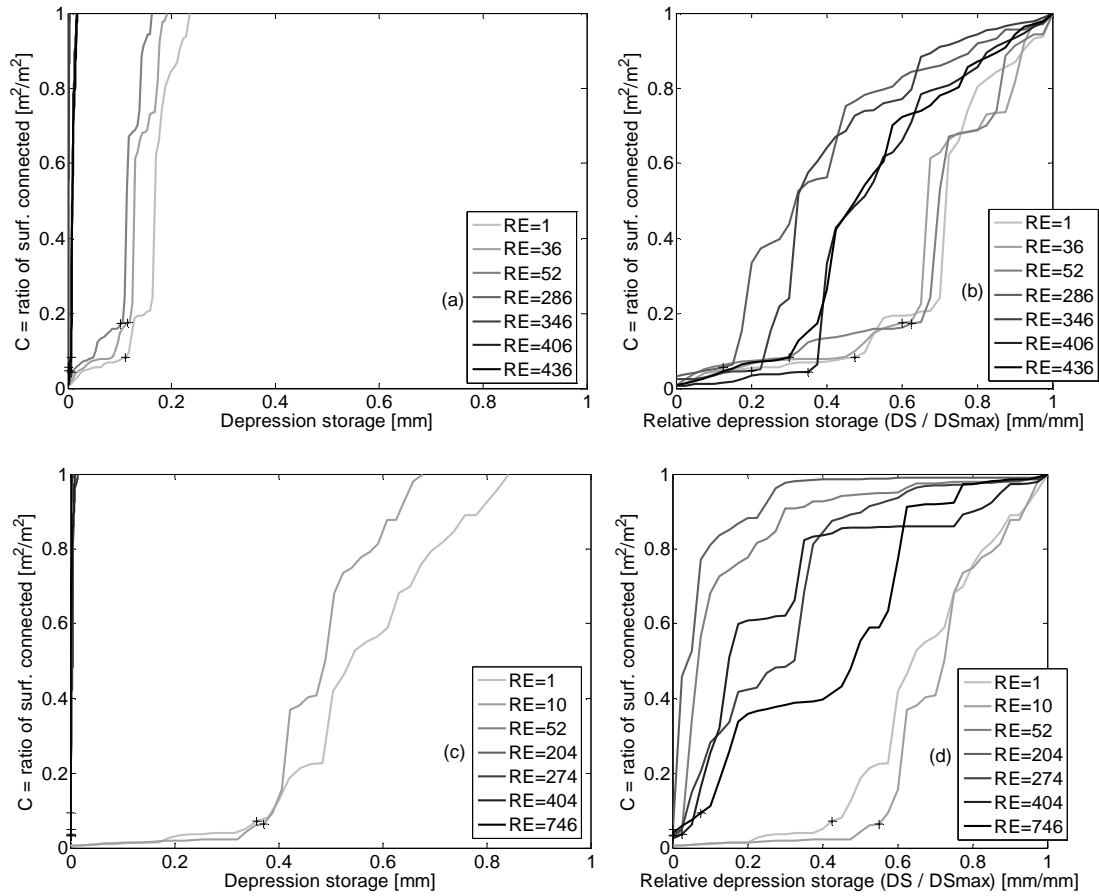 1
0.8
0.6
0.4
0.2
0
C = ratio of surf. connected [m²/m²]
0
0.2
0.4
0.6
0.8
1
Depression storage [mm]
(a)
RE=1
RE=36
RE=52
RE=286
RE=346
RE=406
RE=436
1
0.8
0.6
0.4
0.2
0
C = ratio of surf. connected [m²/m²]
0
0.2
0.4
0.6
0.8
1
Relative depression storage (DS / DSmax) [mm/mm]
(b)
RE=1
RE=36
RE=52
RE=286
RE=346
RE=406
RE=436
1
0.8
0.6
0.4
0.2
0
C = ratio of surf. connected [m²/m²]
0
0.2
0.4
0.6
0.8
1
Depression storage [mm]
(c)
RE=1
RE=10
RE=52
RE=204
RE=274
RE=404
RE=746
1
0.8
0.6
0.4
0.2
0
C = ratio of surf. connected [m²/m²]
0
0.2
0.4
0.6
0.8
1
Relative depression storage (DS / DSmax) [mm/mm]
(d)
RE=1
RE=10
RE=52
RE=204
RE=274
RE=404
RE=746